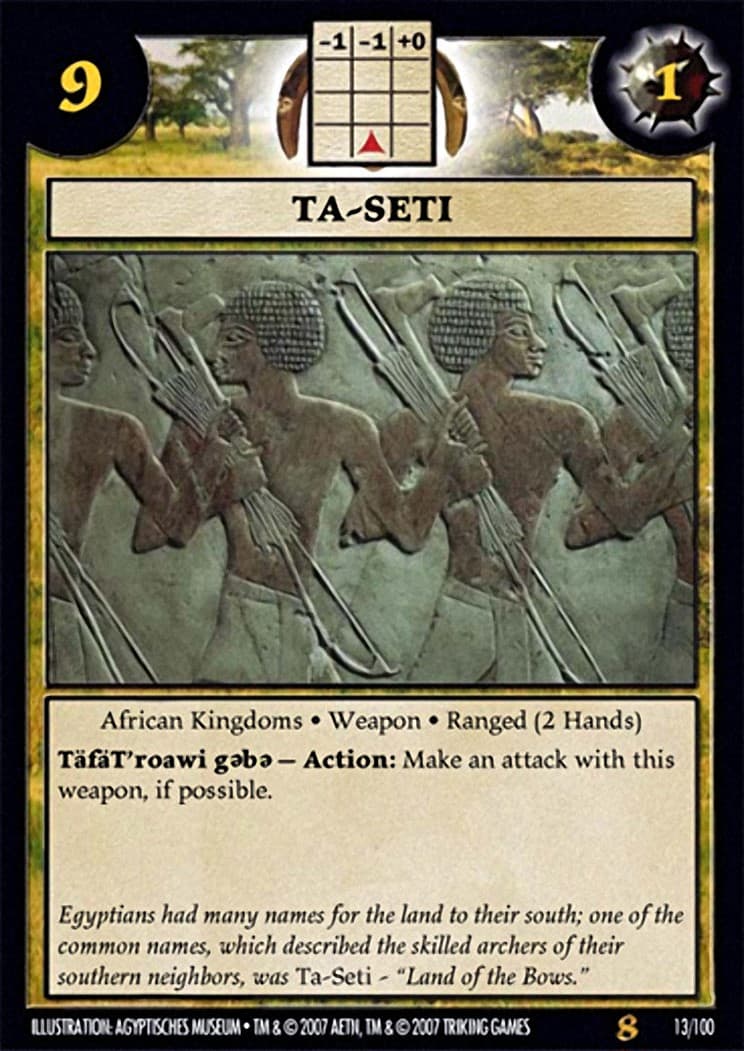 9
-1 -1 +0
1
TA-SETI
African Kingdoms • Weapon • Ranged (2 Hands)
TäfäT'roawi gəbə — Action: Make an attack with this
weapon, if possible.
Egyptians had many names for the land to their south; one of the
common names, which described the skilled archers of their
southern neighbors, was Ta-Seti - “Land of the Bows.”
ILLUSTRATION: AGYPTISCHES MUSEUM • TM & © 2007 AETN, TM & © 2007 TRIKING GAMES 8 13/100